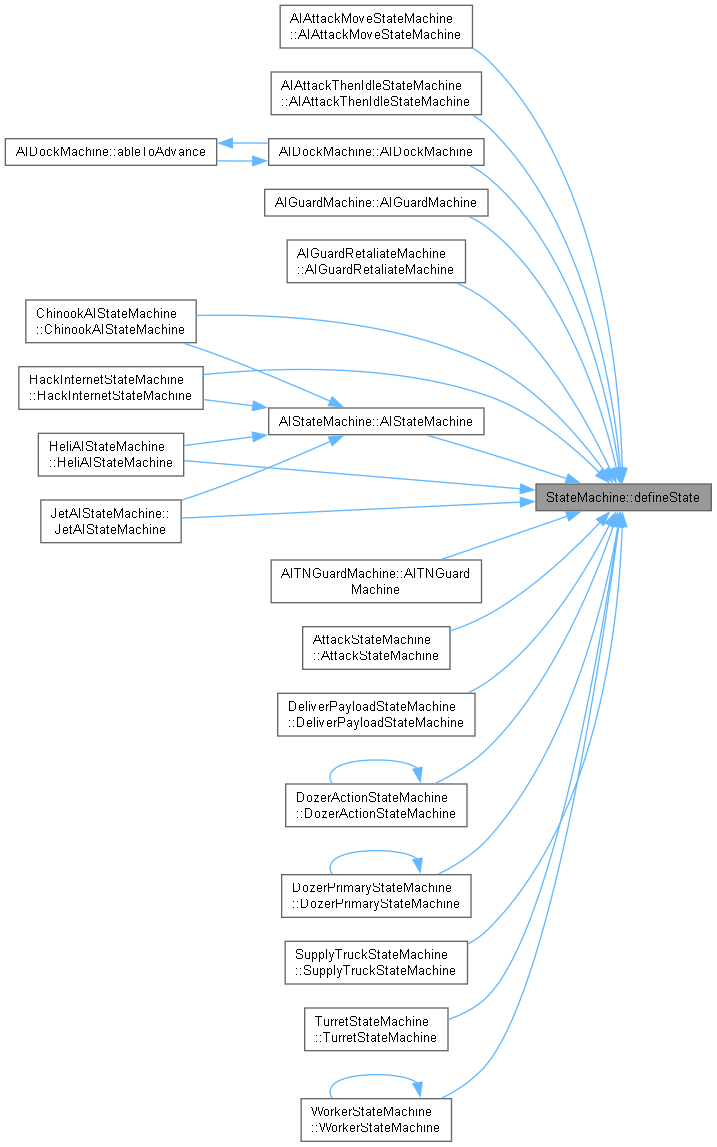 AIAttackMoveStateMachine
::AIAttackMoveStateMachine
AIAttackThenIdleStateMachine
::AIAttackThenIdleStateMachine
AIDockMachine::ableToAdvance
AIDockMachine::AIDockMachine
AIGuardMachine::AIGuardMachine
AIGuardRetaliateMachine
::AIGuardRetaliateMachine
ChinookAIStateMachine
::ChinookAIStateMachine
HackInternetStateMachine
::HackInternetStateMachine
AIStateMachine::AIStateMachine
HeliAIStateMachine
::HeliAIStateMachine
JetAIStateMachine::
JetAIStateMachine
StateMachine::defineState
AITNGuardMachine::AITNGuard
Machine
AttackStateMachine
::AttackStateMachine
DeliverPayloadStateMachine
::DeliverPayloadStateMachine
DozerActionStateMachine
::DozerActionStateMachine
DozerPrimaryStateMachine
::DozerPrimaryStateMachine
SupplyTruckStateMachine
::SupplyTruckStateMachine
TurretStateMachine
::TurretStateMachine
WorkerStateMachine
::WorkerStateMachine